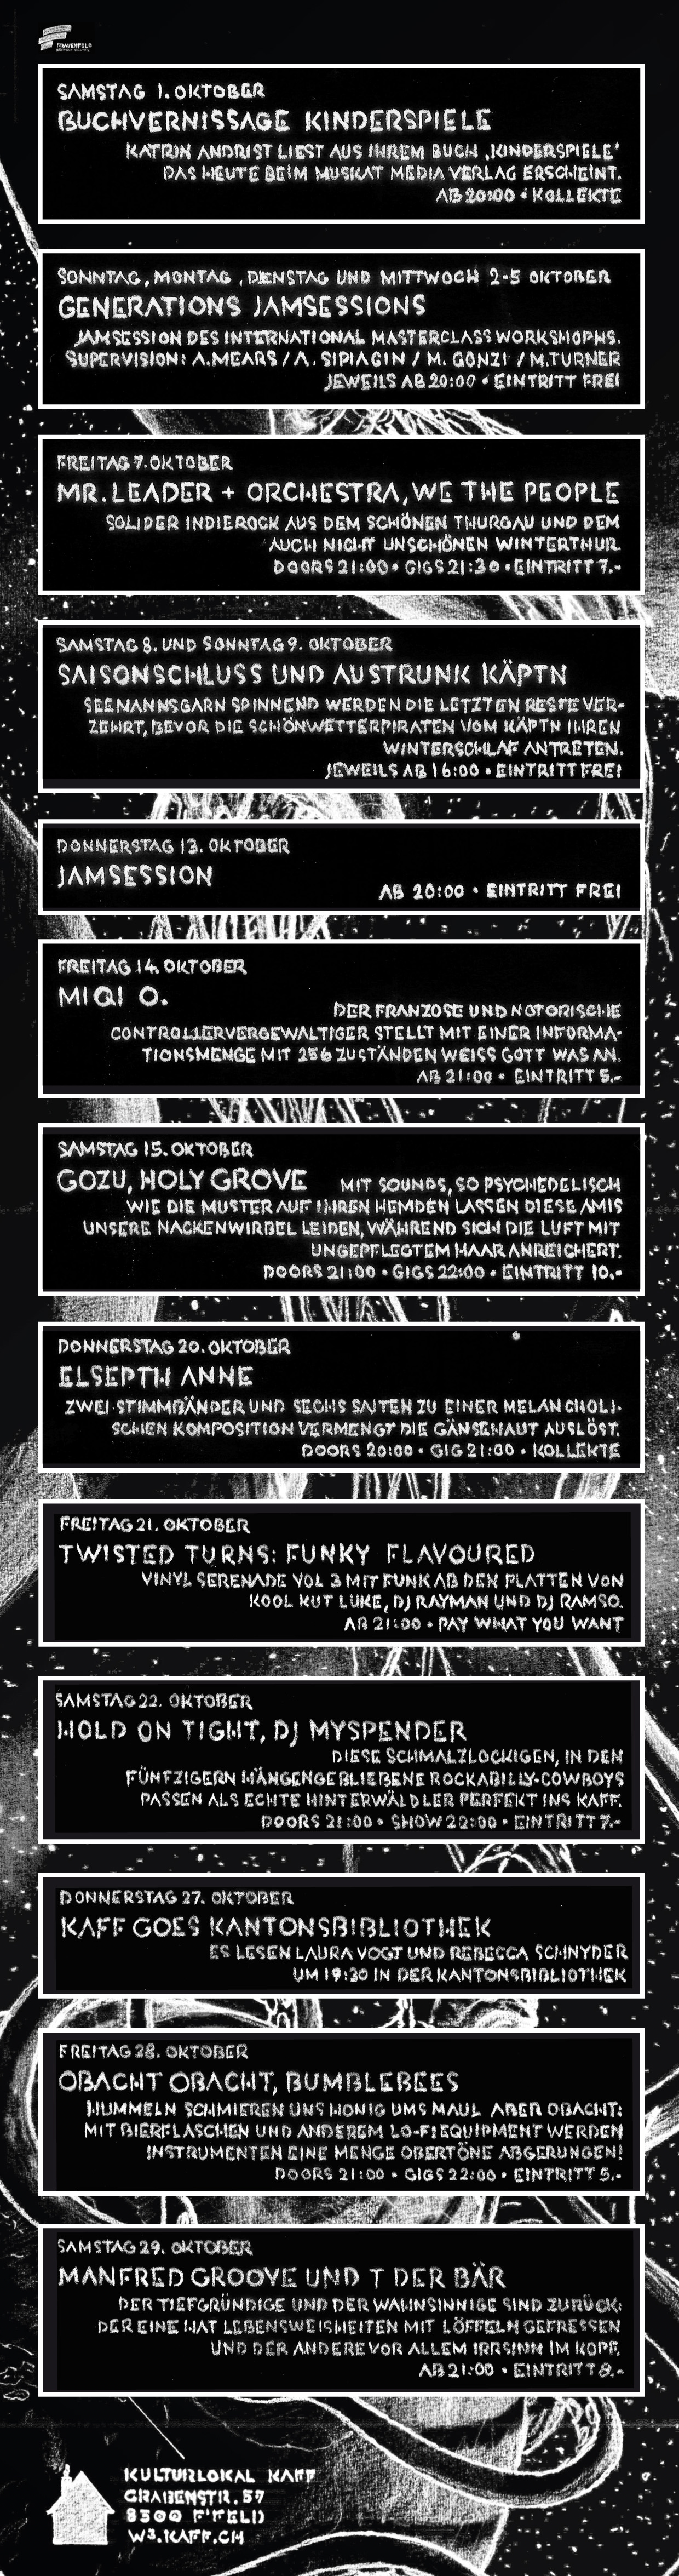 FRAUENFELD
SAMSTAG 1. OKTOBER
BUCHVERNISSAGE KINDERSPIELE
KATRIN ANDRIST LIEST AUS IHREM BUCH ‚KINDERSPIELE'
DAS HEUTE BEIM MUSKAT MEDIA VERLAG ERSCHEINT.
AB 20:00 • KOLLEKTE
SONNTAG, MONTAG, DIENSTAG UND MITTWOCH 2-5 OKTOBER
GENERATIONS JAMSESSIONS
JAMSESSION DES INTERNATIONAL MASTERCLASS WORKSHOPHS.
SUPERVISION: A.MEARS / A. SIPIAGIN / M. GONZI / M.TURNER
JEWEILS AB 20:00 • EINTRITT FREI
FREITAG 7. OKTOBER
MR. LEADER + ORCHESTRA, WE THE PEOPLE
SOLIDER INDIEROCK AUS DEM SCHÖNEN THURGAU UND DEM
AUCH NICHT UNSCHÖNEN WINTERTHUR.
DOORS 21:00 • GIGS 21:30 • EINTRITT 7.-
SAMSTAG 8. UND SONNTAG 9. OKTOBER
SAISONSCHLUSS UND AUSTRUNK KÄPTN
SEEMANNSGARN SPINNEND WERDEN DIE LETZTEN RESTE VER-
ZEHRT, BEVOR DIE SCHÖNWETTERPIRATEN VOM KÄPTN IHREN
WINTERSCHLAF ANTRETEN.
JEWEILS AB 16:00 • EINTRITT FREI
DONNERSTAG 13. OKTOBER
JAMSESSION
AB 20:00 • EINTRITT FREI
FREITAG 14. OKTOBER
MIQI O.
DER FRANZOSE UND NOTORISCHE
CONTROLLERVERGEWALTIGER STELLT MIT EINER INFORMA-
TIONSMENGE MIT 256 ZUSTÄNDEN WEISS GOTT WAS AN.
AB 21:00 • EINTRITT 5.-
SAMSTAG 15. OKTOBER
GOZU, HOLY GROVE
MIT SOUNDS, SO PSYCHEDELISCH
WIE DIE MUSTER AUF IHREN HEMDEN LASSEN DIESE AMIS
UNSERE NACKENWIRBEL LEIDEN, WÄHREND SICH DIE LUFT MIT
UNGEPFLEGTEM HAAR ANREICHERT.
DOORS 21:00 • GIGS 22:00 • EINTRITT 10.-
DONNERSTAG 20. OKTOBER
ELSEPTH ANNE
ZWEI STIMMBÄNDER UND SECHS SAITEN ZU EINER MELANCHOLI-
SCHEN KOMPOSITION VERMENGT DIE GÄNSEHAUT AUSLÖST.
DOORS 20:00 • GIG 21:00 • KOLLEKTE
FREITAG 21. OKTOBER
TWISTED TURNS: FUNKY FLAVOURED
VINYL SERENADE VOL 3 MIT FUNK AB DEN PLATTEN VON
KOOL KUT LUKE, DJ RAYMAN UND DJ RAMSO.
AB 21:00 • PAY WHAT YOU WANT
SAMSTAG 22. OKTOBER
HOLD ON TIGHT, DJ MYSPENDER
DIESE SCHMALZLOCKIGEN, IN DEN
FÜNFZIGERN HÄNGENGEBLIEBENE ROCKABILLY-COWBOYS
PASSEN ALS ECHTE HINTERWÄLDLER PERFEKT INS KAFF.
DOORS 21:00 • SHOW 22:00 • EINTRITT 7.-
DONNERSTAG 27. OKTOBER
KAFF GOES KANTONSBIBLIOTHEK
ES LESEN LAURA VOGT UND REBECCA SCHNYDER
UM 19:30 IN DER KANTONSBIBLIOTHEK
FREITAG 28. OKTOBER
OBACHT OBACHT, BUMBLEBEES
HUMMELN SCHMIEREN UNS HONIG UMS MAUL ABER OBACHT:
MIT BIERFLASCHEN UND ANDEREM LO-FI EQUIPMENT WERDEN
INSTRUMENTEN EINE MENGE OBERTÖNE ABGERUNGEN!
DOORS 21:00 • GIGS 22:00 • EINTRITT 5.-
SAMSTAG 29. OKTOBER
MANFRED GROOVE UND T DER BÄR
DER TIEFGRÜNDIGE UND DER WAHNSINNIGE SIND ZURÜCK:
DER EINE HAT LEBENSWEISHEITEN MIT LÖFFELN GEFRESSEN
UND DER ANDERE VOR ALLEM IRRSINN IM KOPF.
AB 21:00 • EINTRITT 8.-
KULTURLOKAL KAFF
GRABENSTR. 57
8500 F'FELD
W3.KAFF.CH